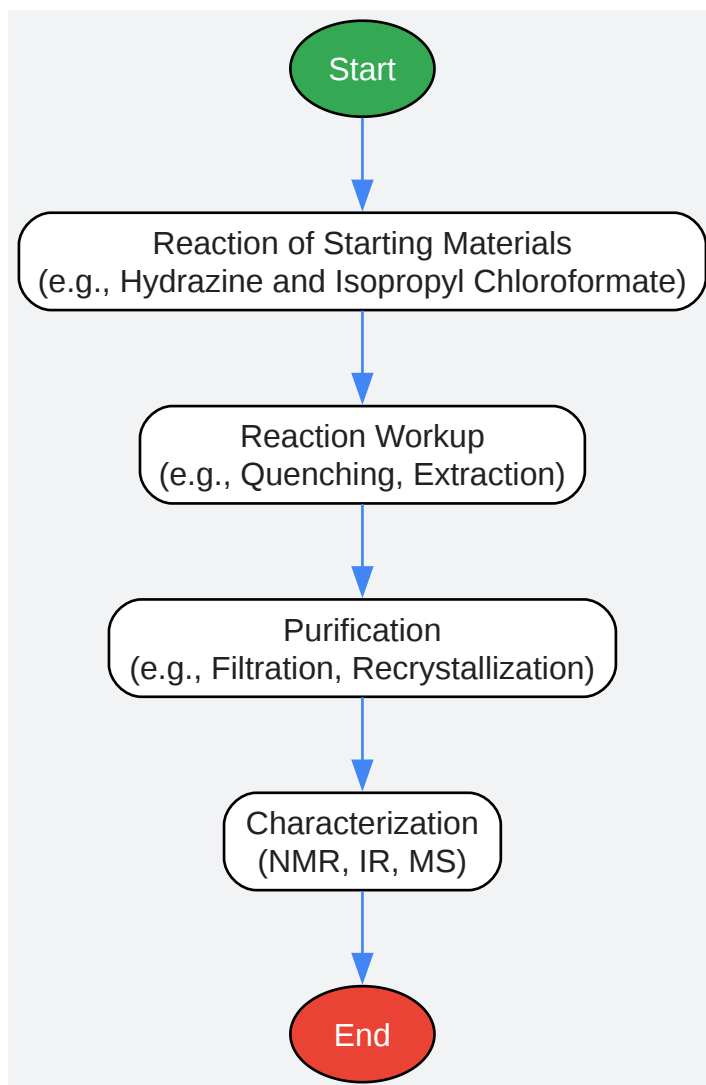 Start
Reaction of Starting Materials
(e.g., Hydrazine and Isopropyl Chloroformate)
Reaction Workup
(e.g., Quenching, Extraction)
Purification
(e.g., Filtration, Recrystallization)
Characterization
(NMR, IR, MS)
End